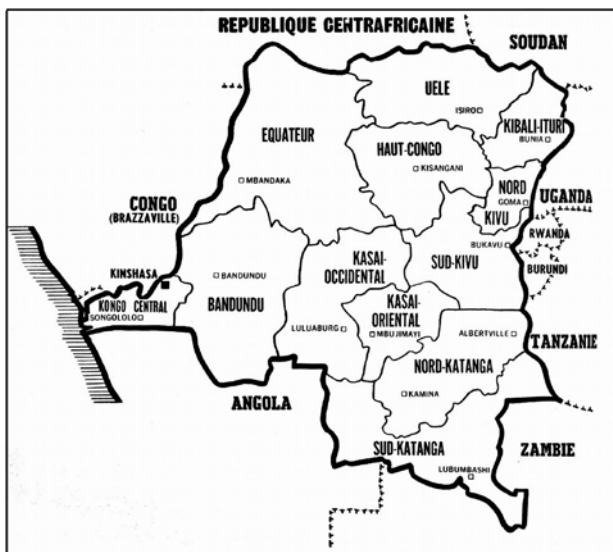 REPUBLIQUE CENTRAFRICAINE
SOUDAN
UELE
ISIRO
KIBALI-ITURI
BUNIA
EQUATEUR
HAUT-CONGO
KISANGANI
MBANDAKA
NORD
GOMA
KIVU
UGANDA
CONGO
(BRAZZAVILLE)
RWANDA
BUKAVU
KASAI-
OCCIDENTAL
SUD-KIVU
BURUNDI
KINSHASA
BANDUNDU
BANDUNDU
KONGO CENTRAL
SONGOLOLO
KASAI-
ORIENTAL
LULUABURG
MBUJIMAYI
ALBERTVILLE
TANZANIE
NORD-KATANGA
KAMINA
ANGOLA
SUD-KATANGA
ZAMBIE
LUBUMBASHI